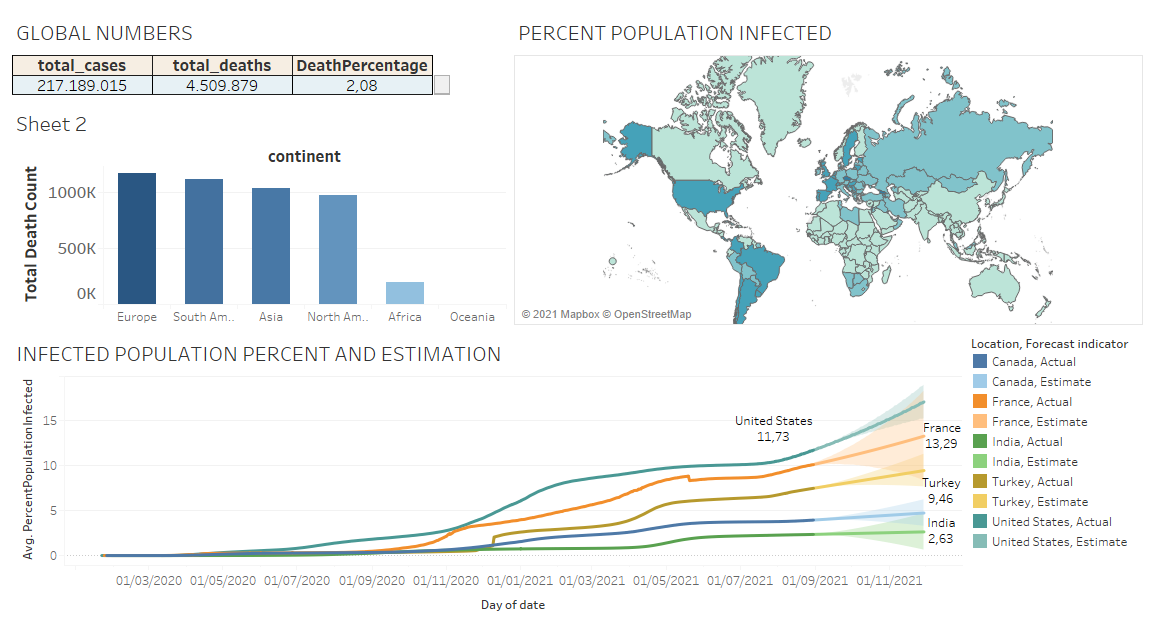 GLOBAL NUMBERS
total_cases total_deaths DeathPercentage
217.189.015 4.509.879 2,08
Sheet 2
continent
Total Death Count
1000K
500K
0K
Europe South Am.. Asia North Am.. Africa Oceania
PERCENT POPULATION INFECTED
© 2021 Mapbox © OpenStreetMap
INFECTED POPULATION PERCENT AND ESTIMATION
Avg. PercentPopulationInfected
15
10
5
0
United States
11,73
France
13,29
Turkey
9,46
India
2,63
01/03/2020 01/05/2020 01/07/2020 01/09/2020 01/11/2020 01/01/2021 01/03/2021 01/05/2021 01/07/2021 01/09/2021 01/11/2021
Day of date
Location, Forecast indicator
Canada, Actual
Canada, Estimate
France, Actual
France, Estimate
India, Actual
India, Estimate
Turkey, Actual
Turkey, Estimate
United States, Actual
United States, Estimate